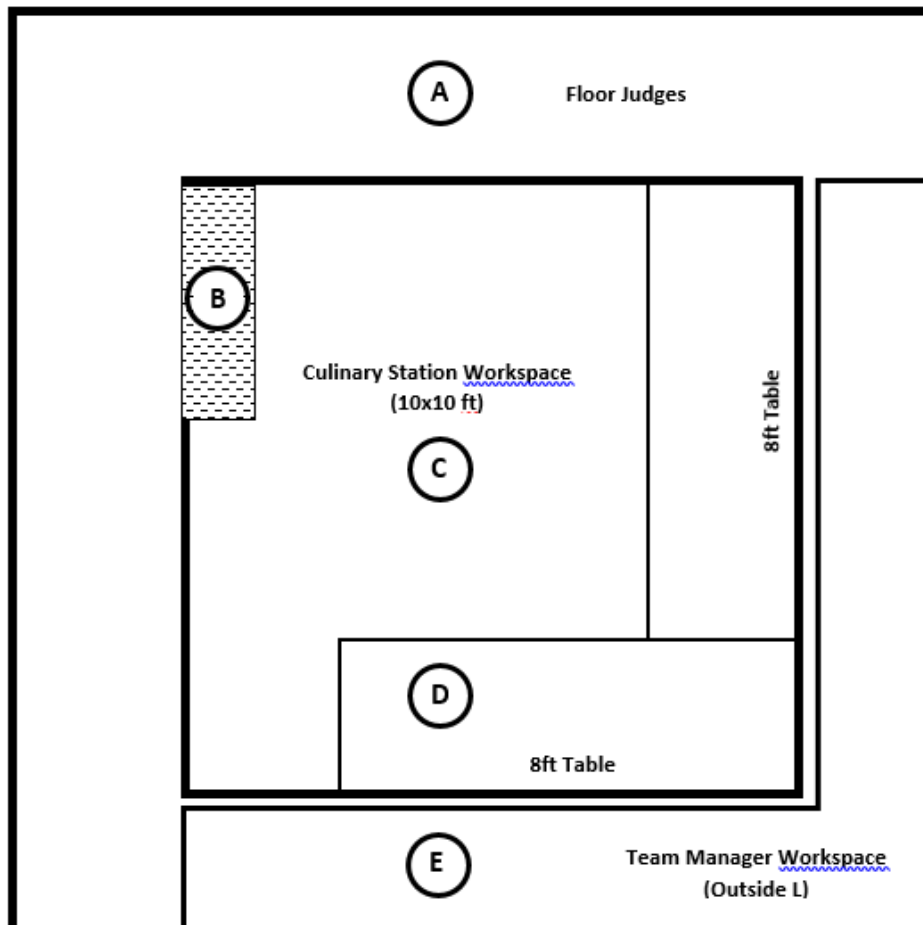 A
Floor Judges
B
Culinary Station Workspace
(10x10 ft)
8ft Table
C
D
8ft Table
E
Team Manager Workspace
(Outside L)